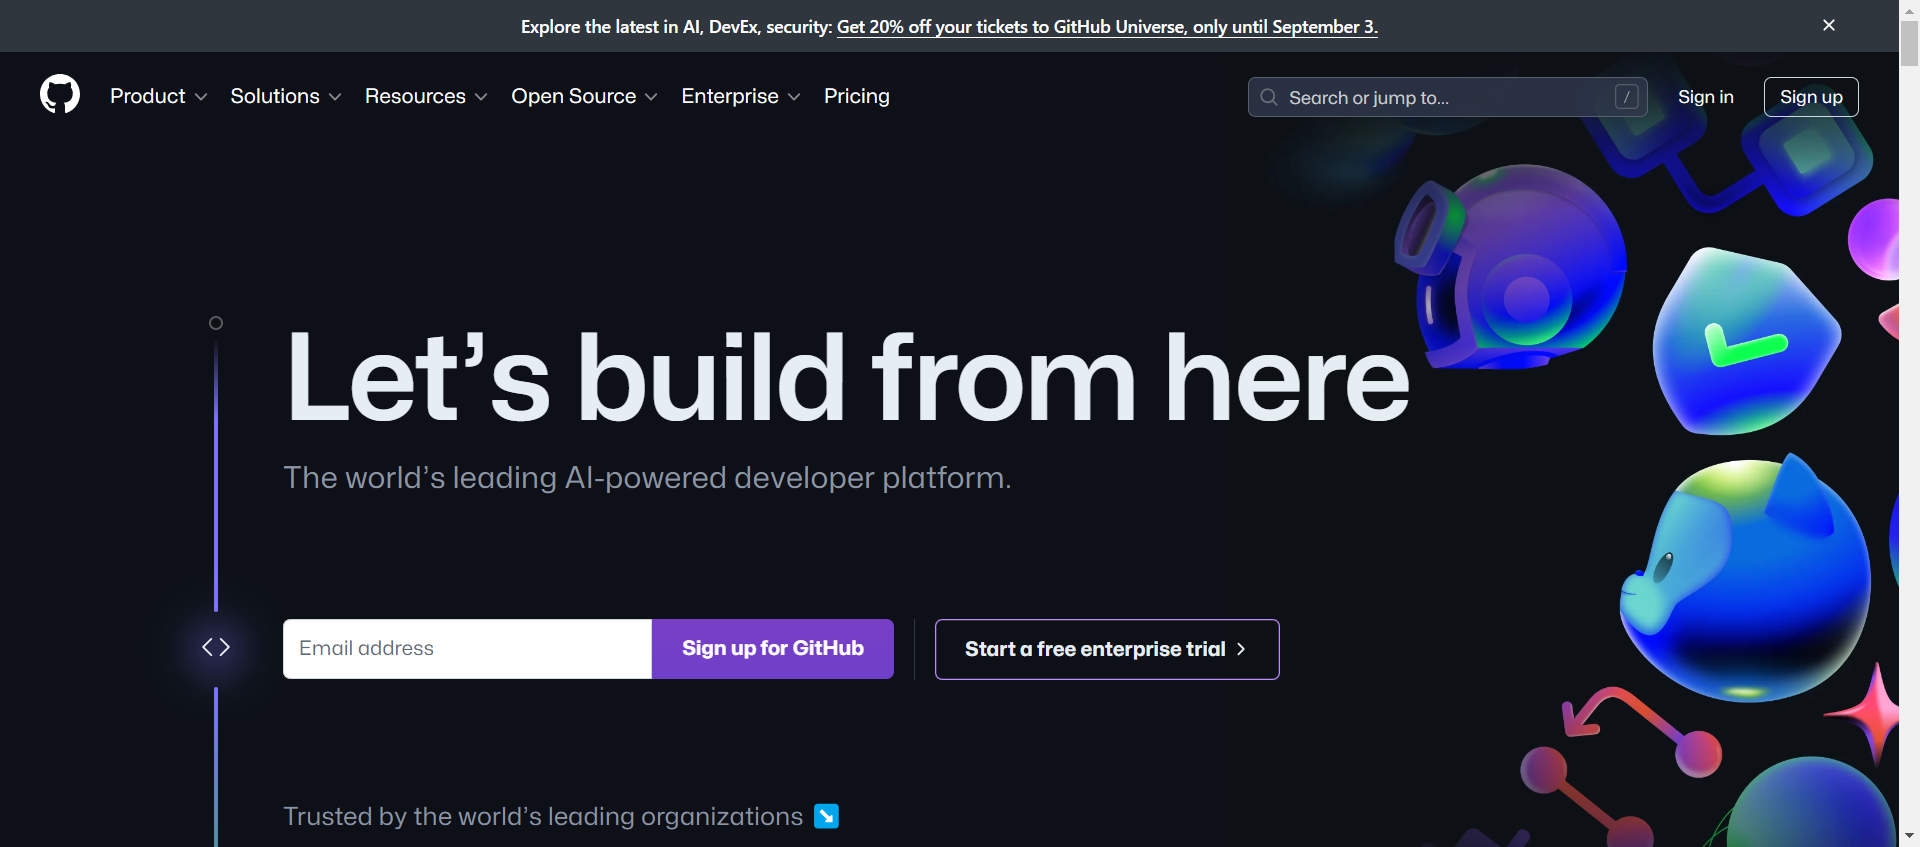 Explore the latest in AI, DevEx, security: Get 20% off your tickets to GitHub Universe, only until September 3.
Product Solutions Resources Open Source Enterprise Pricing
Search or jump to... /
Sign in
Sign up
Let’s build from here
The world’s leading AI-powered developer platform.
Email address
Sign up for GitHub
Start a free enterprise trial
Trusted by the world’s leading organizations